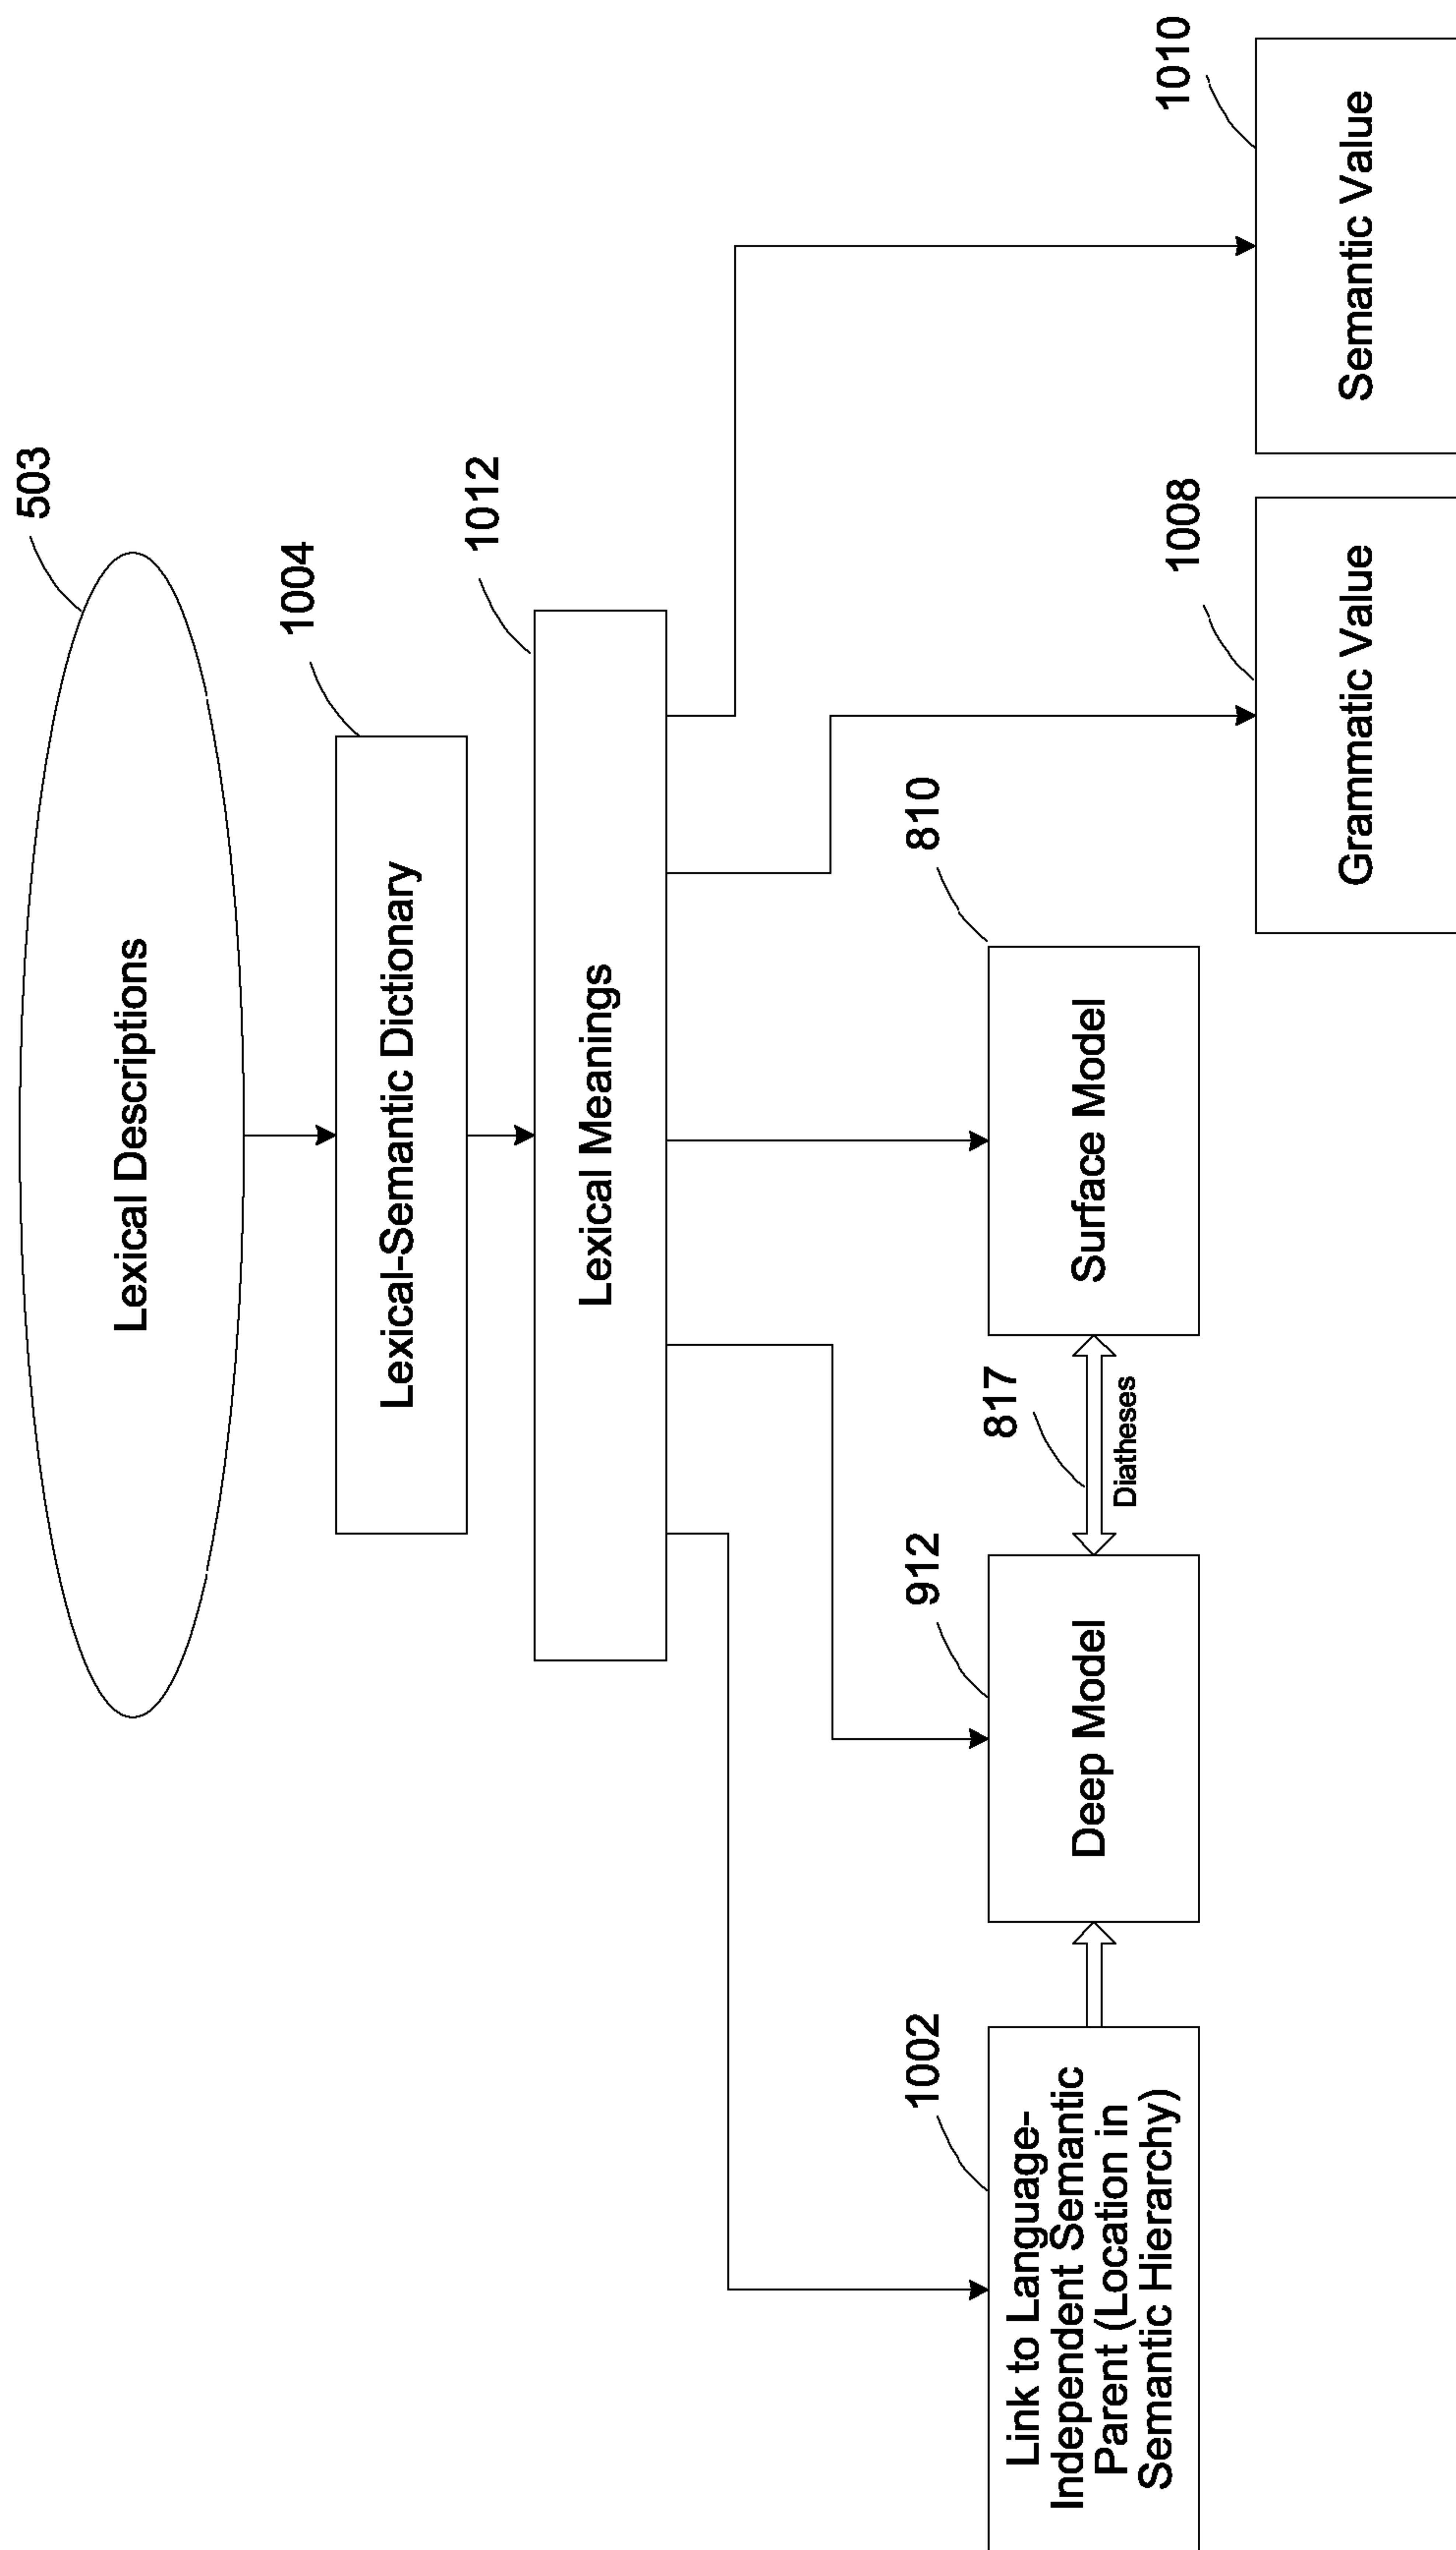 503
Lexical Descriptions
1004
Lexical-Semantic Dictionary
1012
Lexical Meanings
1002
Link to Language-
Independent Semantic
Parent (Location in
Semantic Hierarchy)
912
Deep Model
817
Diatheses
810
Surface Model
1008
Grammatic Value
1010
Semantic Value